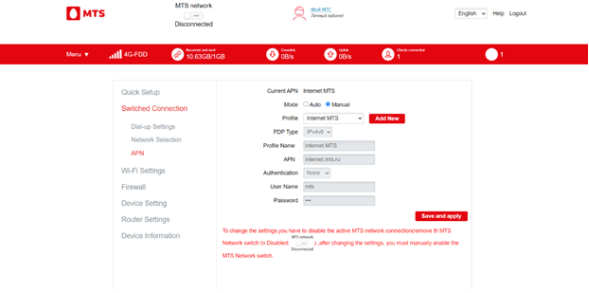 MTS
MTS network
Disconnected
Мой МТС
Личный кабинет
English
Help
Logout
Menu ▼
4G-FDD
Received and send
10.63GB/1GB
Downlink
0B/s
Uplink
0B/s
Clients connected
1
1
Quick Setup
Switched Connection
Dial-up Settings
Network Selection
APN
Wi-Fi Settings
Firewall
Device Setting
Router Settings
Device Information
Current APN Internet MTS
Mode Auto Manual
Profile Internet MTS Add New
PDP Type IPv4v6
Profile Name Internet MTS
APN internet.mts.ru
Authentication None
User Name mts
Password •••
Save and apply
To change the settings,you have to disable the active MTS network connection(remove th MTS
Network switch to Disabled: MTS network Disconnected ) ,after changing the settings, you must manually enable the
MTS Network switch.